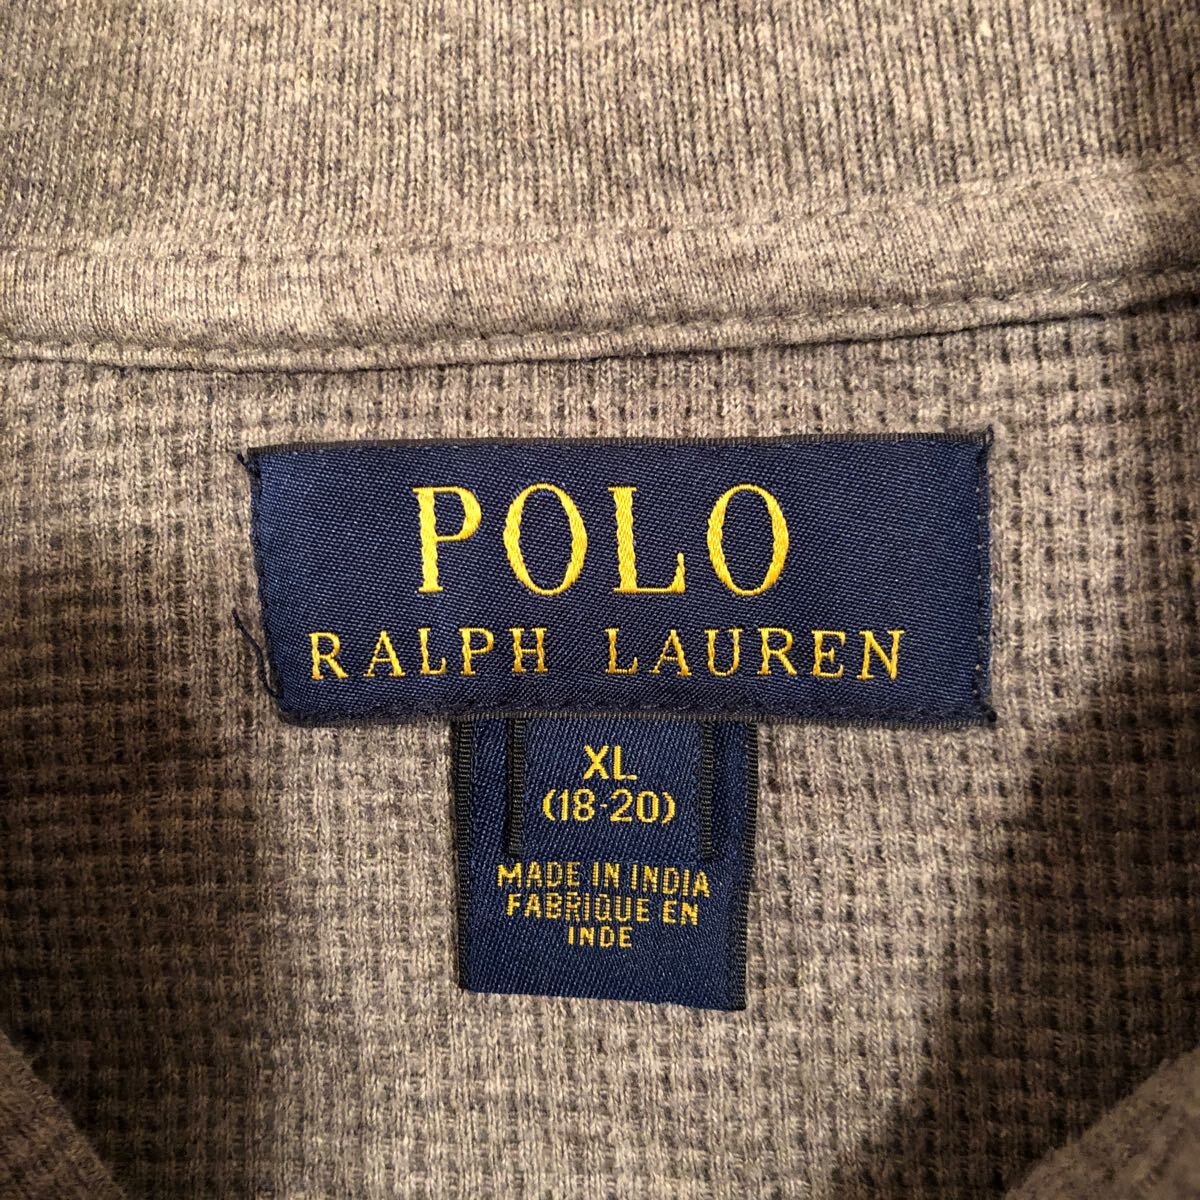 POLO
RALPH LAUREN
XL
(18-20)
MADE IN INDIA
FABRIQUE EN
INDE